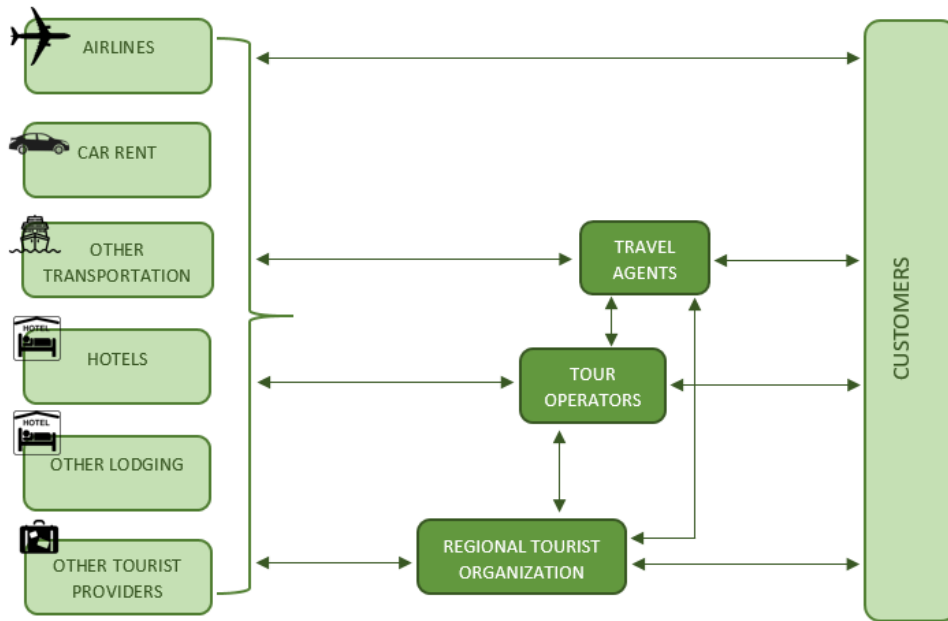 AIRLINES
CAR RENT
OTHER
TRANSPORTATION
HOTEL
HOTELS
HOTEL
OTHER LODGING
OTHER TOURIST
PROVIDERS
TRAVEL
AGENTS
TOUR
OPERATORS
REGIONAL TOURIST
ORGANIZATION
CUSTOMERS